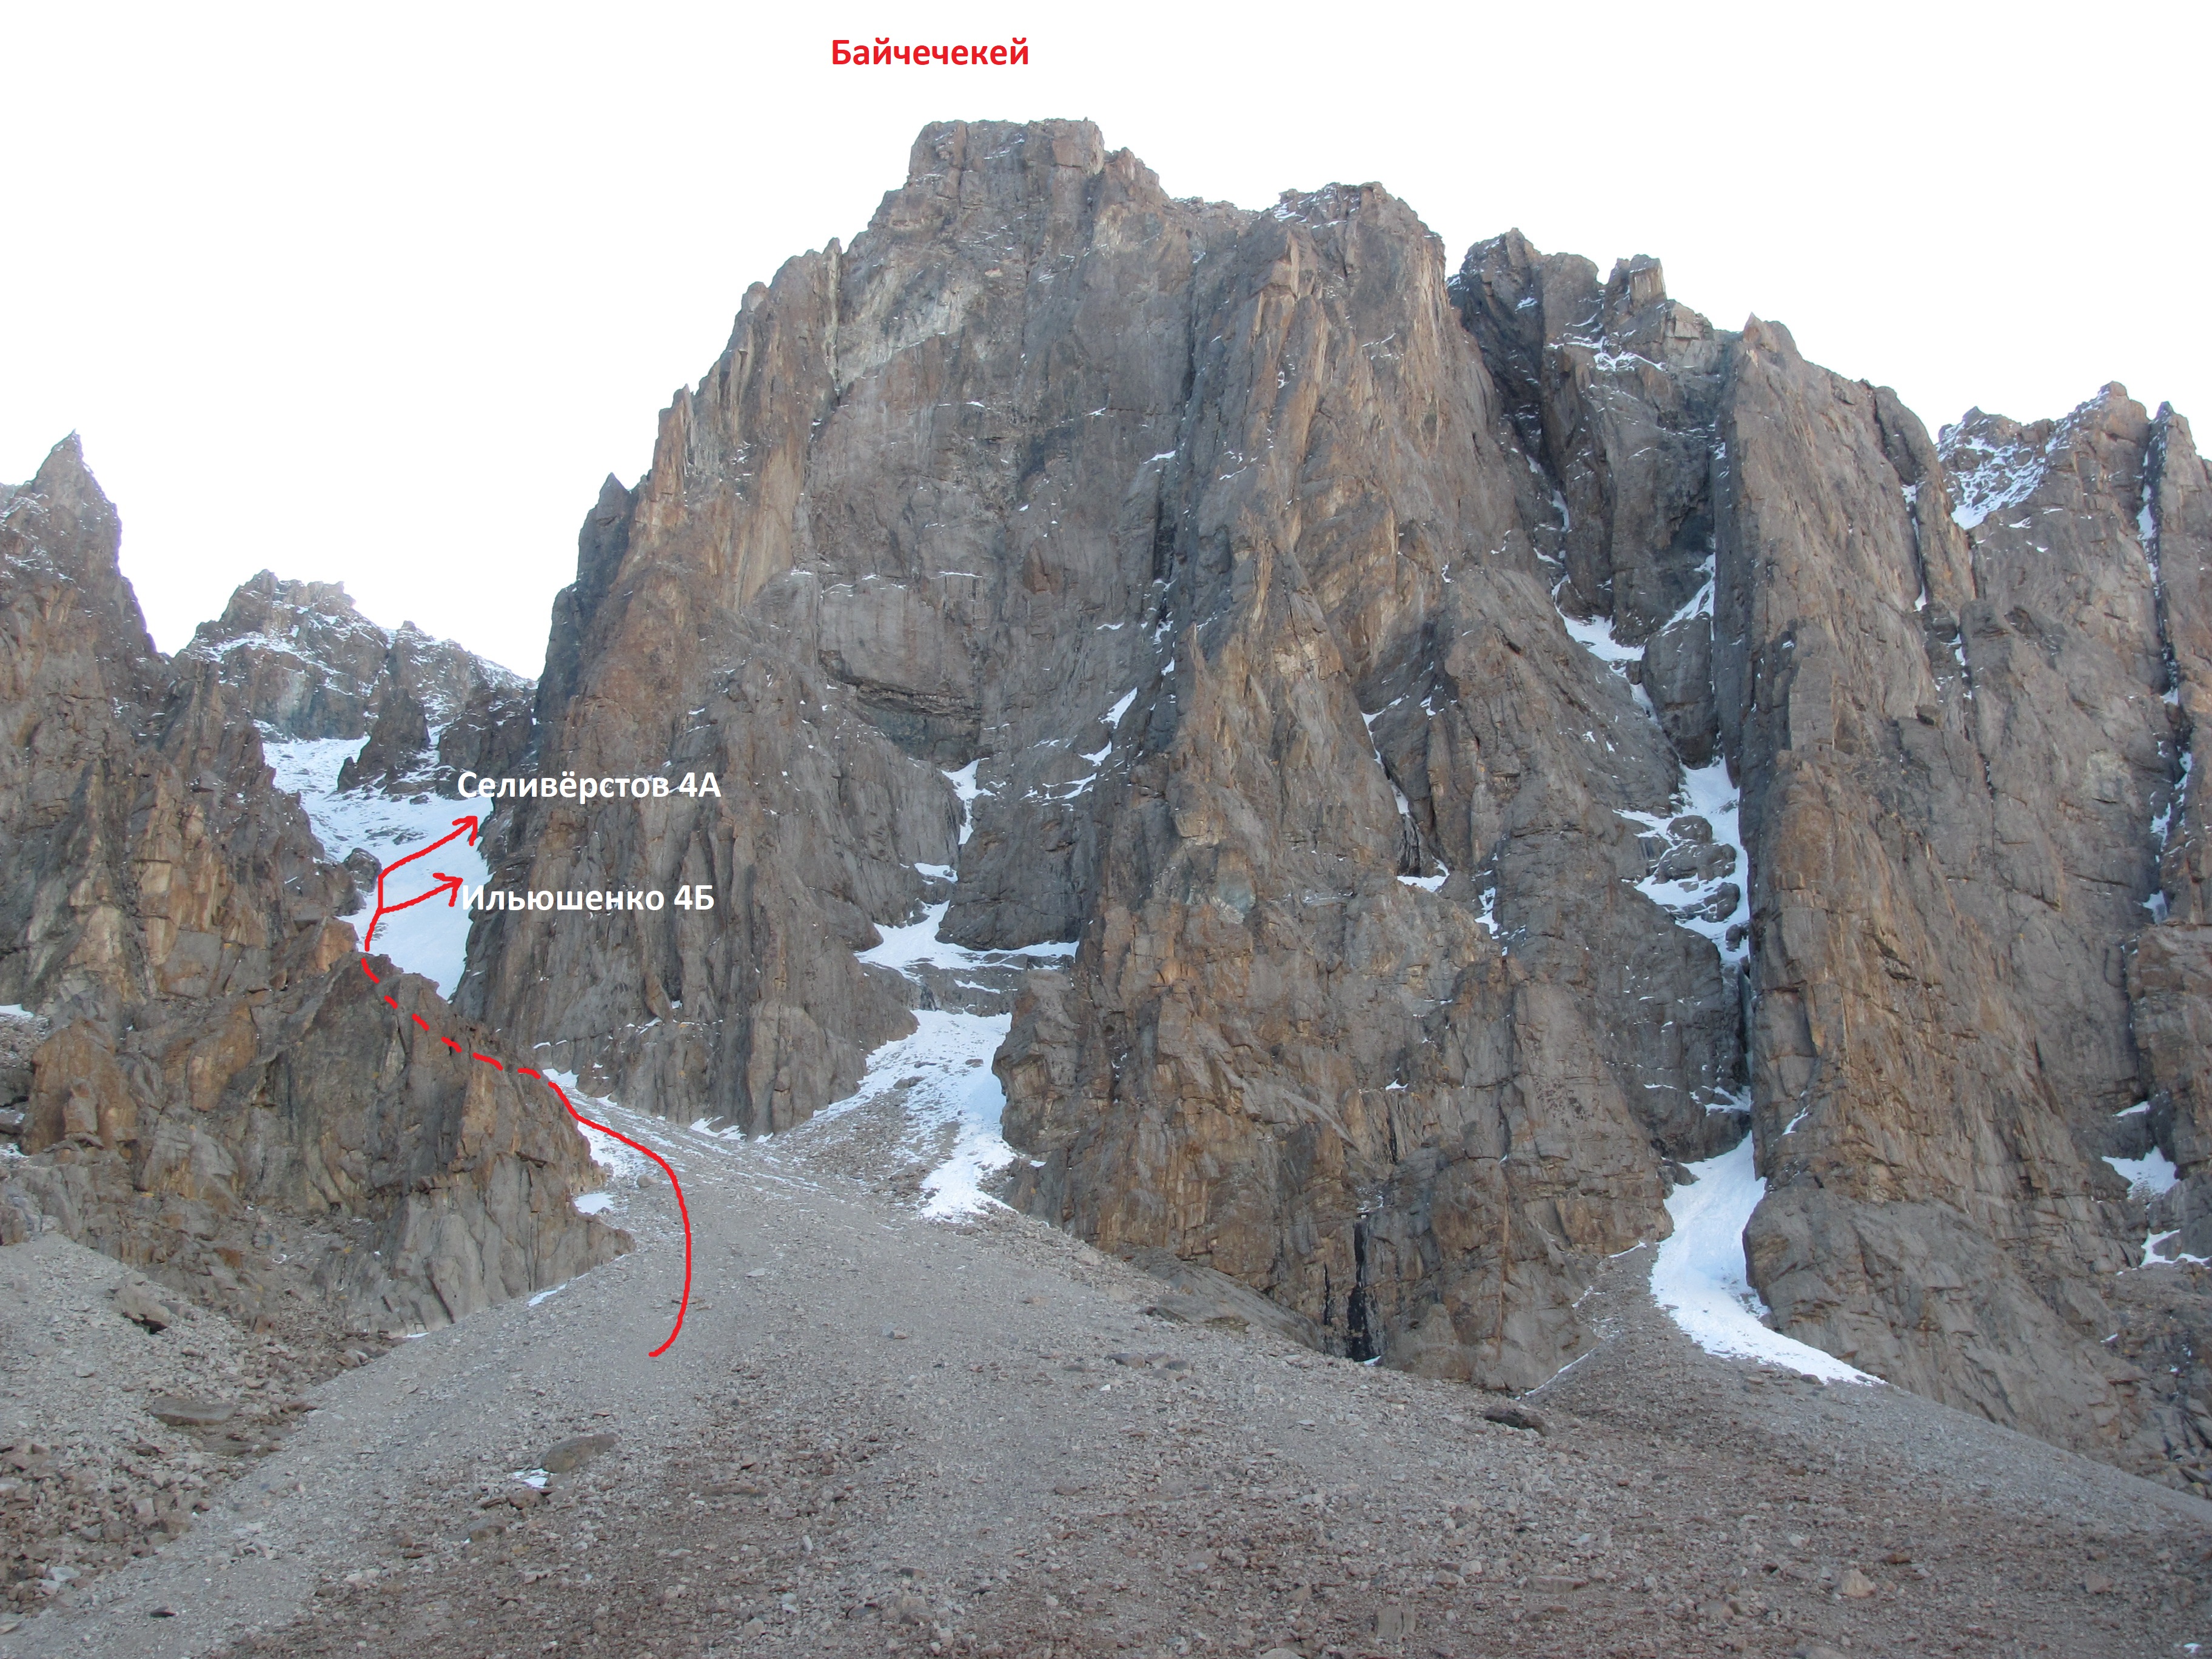 Байчечекей
Селивёрстов 4А
Ильюшенко 4Б